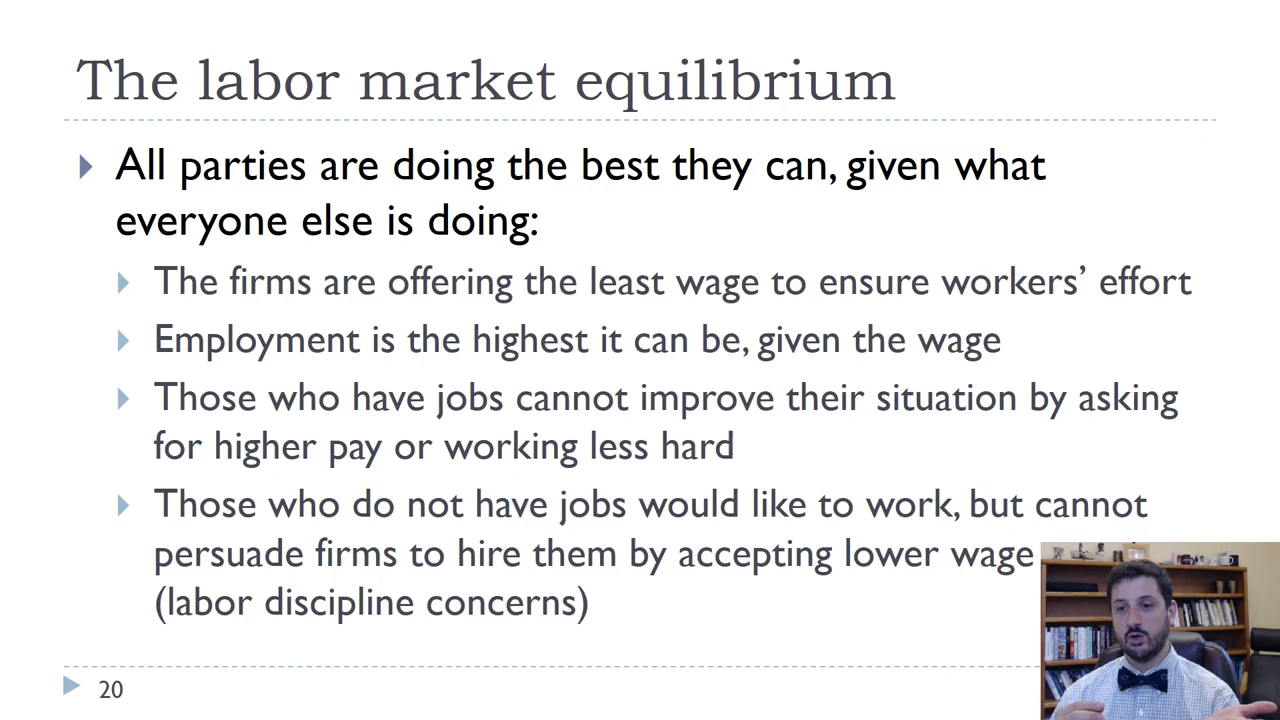 The labor market equilibrium
All parties are doing the best they can, given what
everyone else is doing:
The firms are offering the least wage to ensure workers’ effort
Employment is the highest it can be, given the wage
Those who have jobs cannot improve their situation by asking
for higher pay or working less hard
Those who do not have jobs would like to work, but cannot
persuade firms to hire them by accepting lower wage
(labor discipline concerns)
20